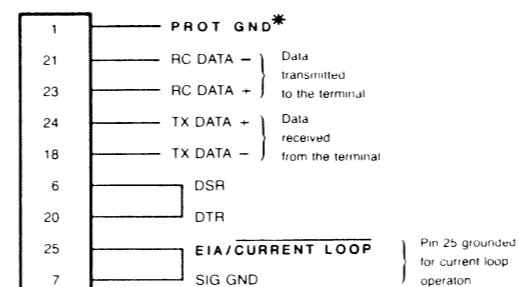 1 PROT GND*
21 RC DATA −
23 RC DATA +
Data
transmitted
to the terminal
24 TX DATA +
18 TX DATA −
Data
received
from the terminal
6 DSR
20 DTR
25 EIA/CURRENT LOOP
7 SIG GND
Pin 25 grounded
for current loop
operaton